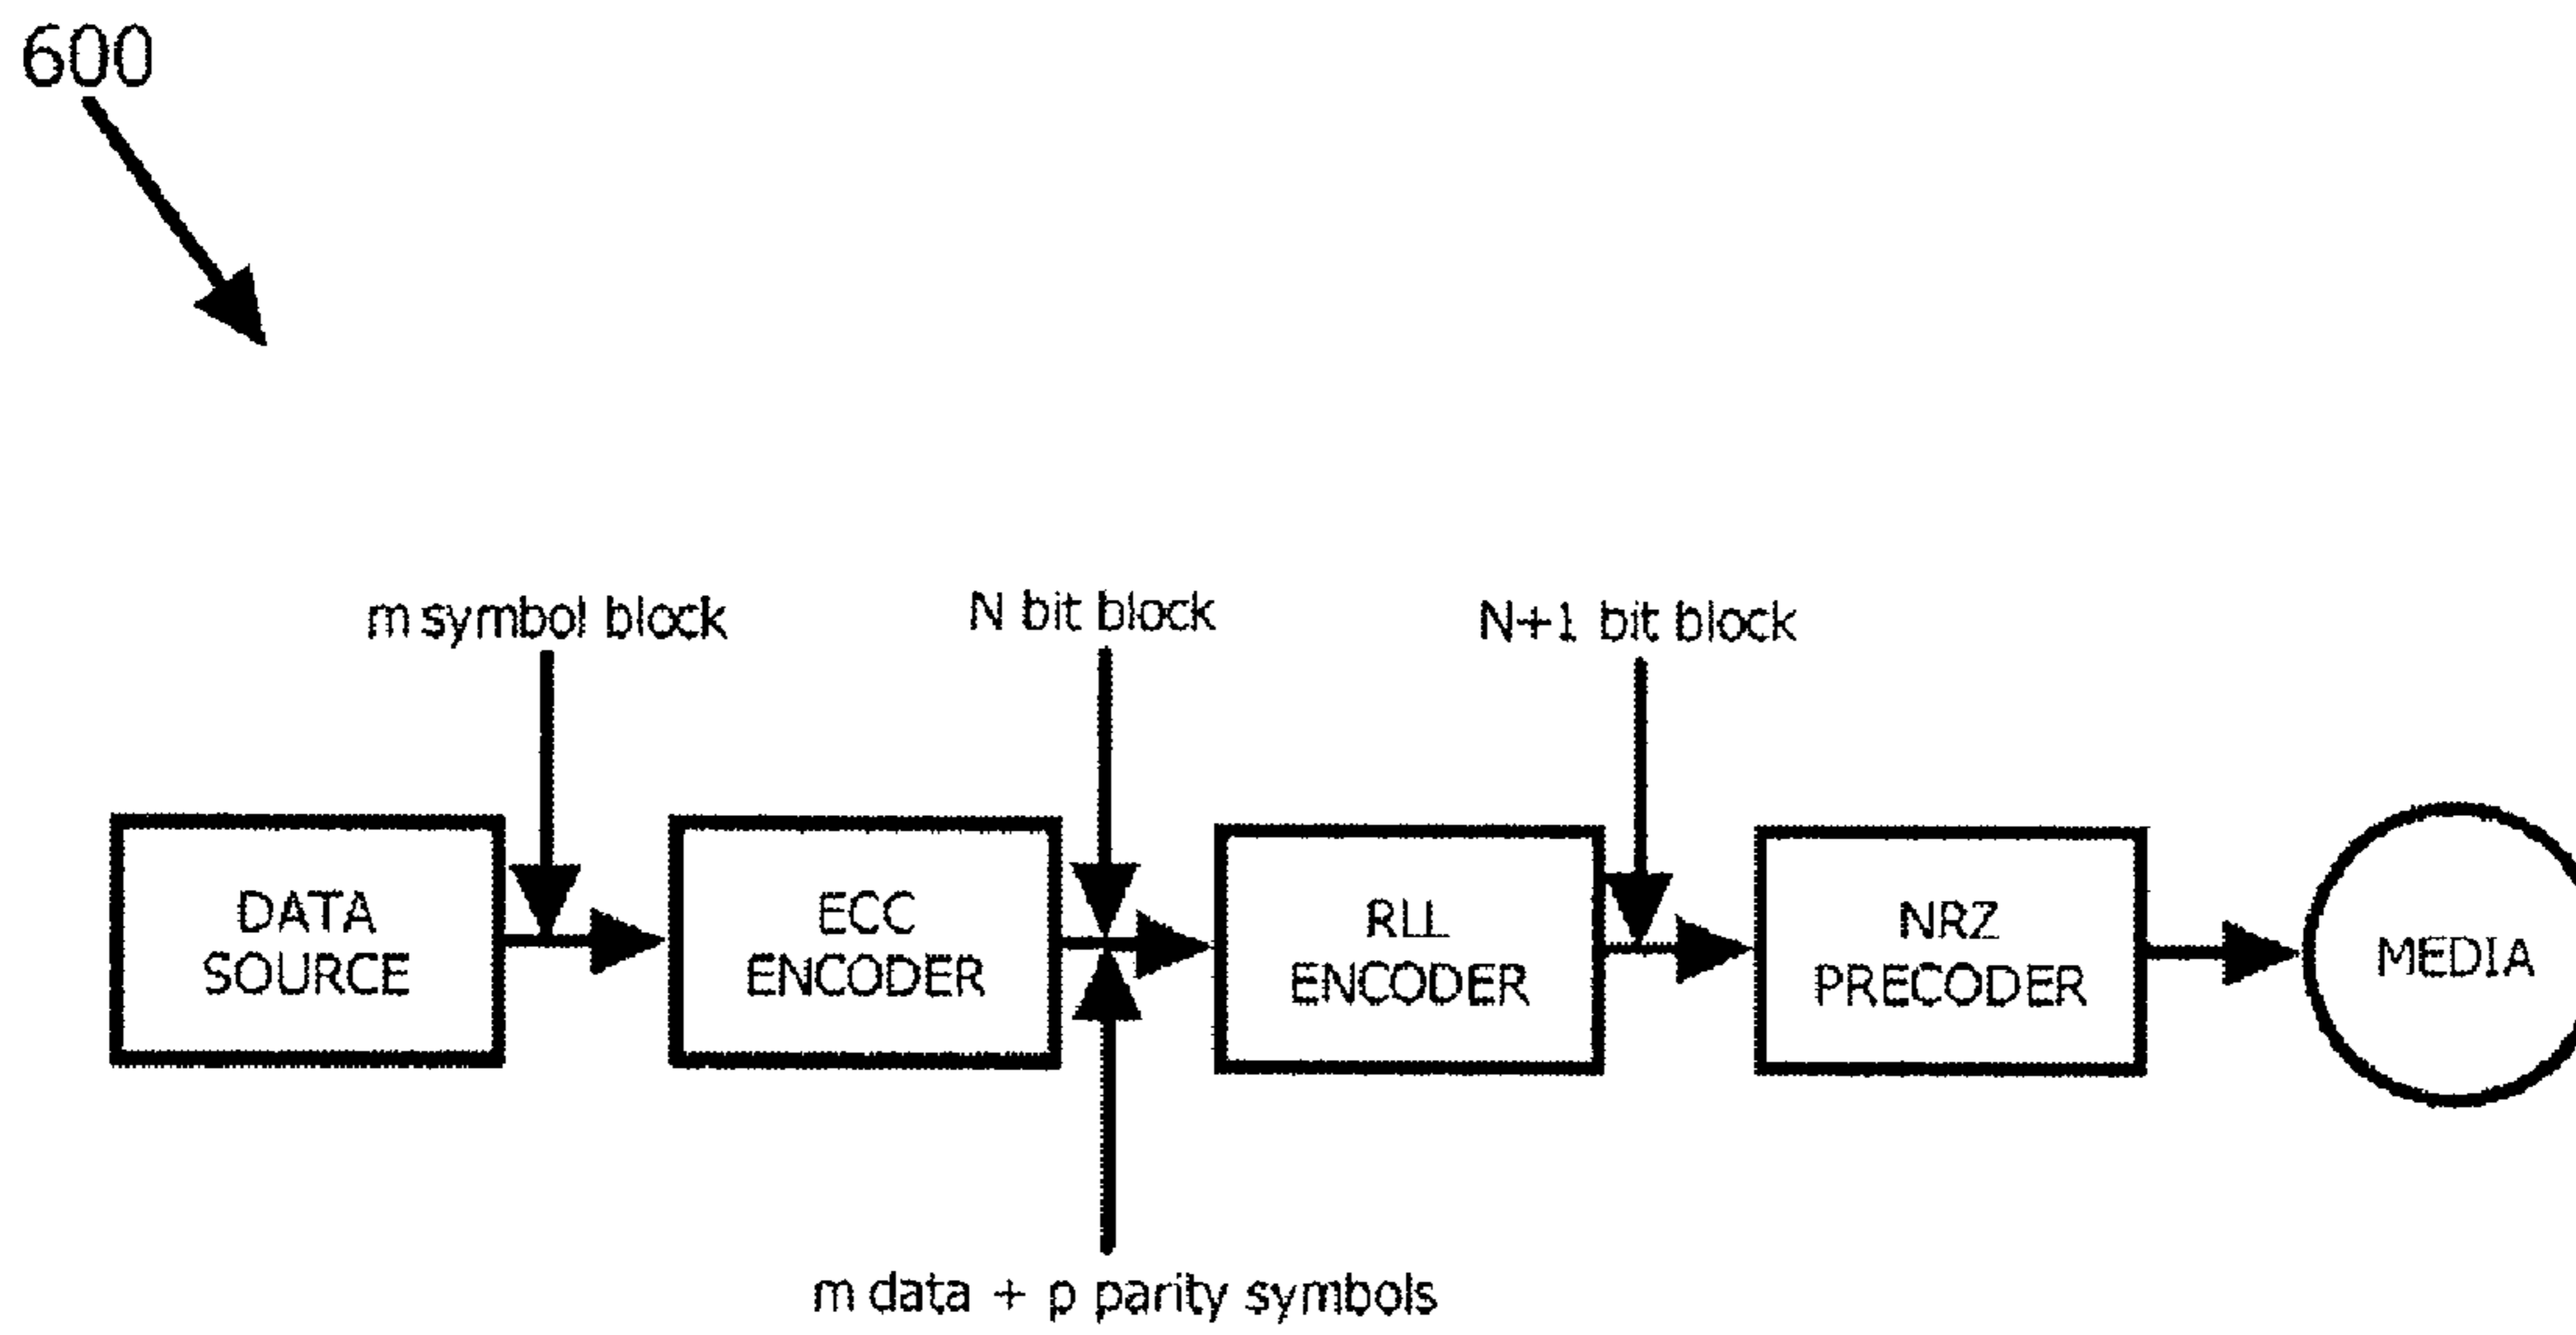 600
m symbol block
N bit block
N+1 bit block
DATA
SOURCE
ECC
ENCODER
RLL
ENCODER
NRZ
PRECODER
MEDIA
m data + p parity symbols